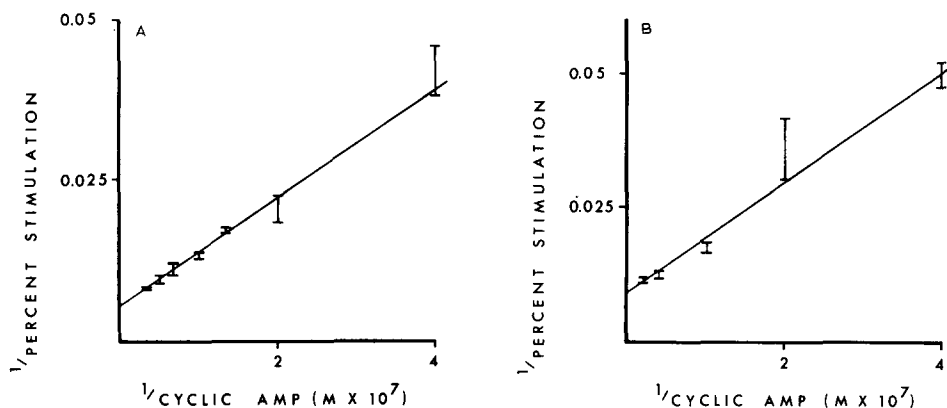 A
0.05
0.025
2
4
1/PERCENT STIMULATION
1/CYCLIC AMP (M X 10⁷)
B
0.05
0.025
2
4
1/PERCENT STIMULATION
1/CYCLIC AMP (M X 10⁷)